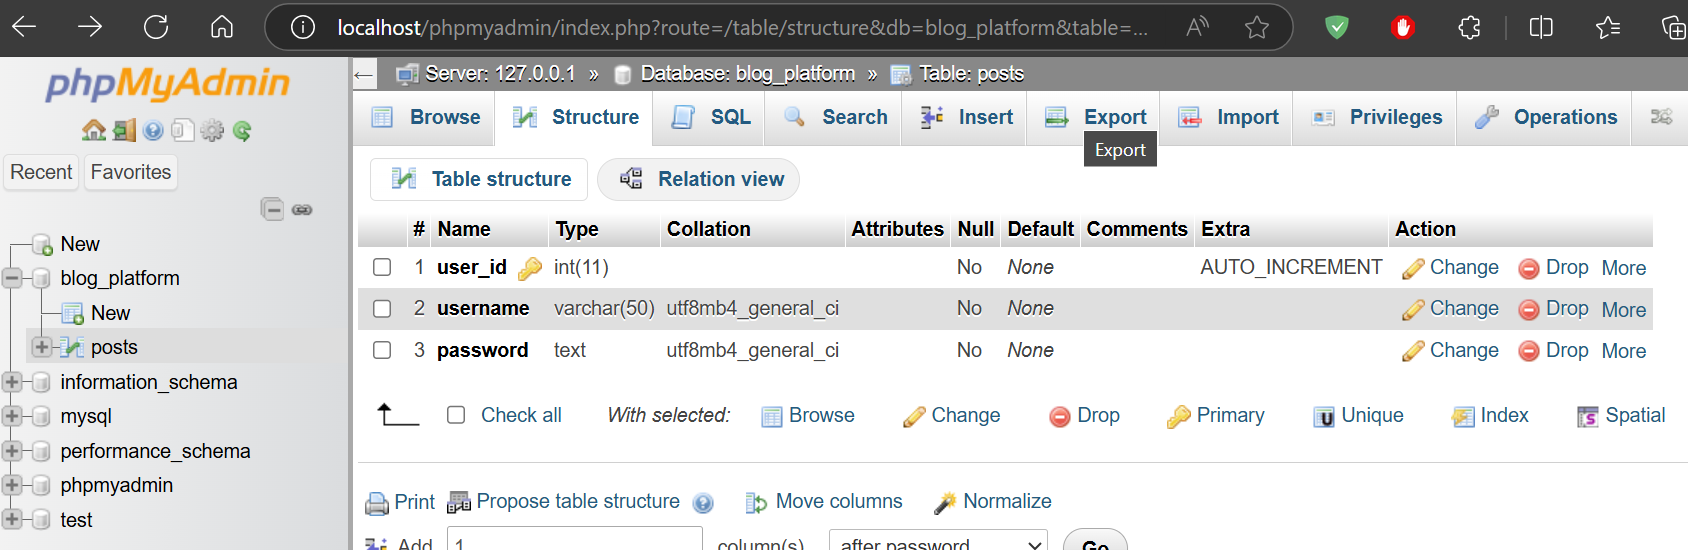 localhost/phpmyadmin/index.php?route=/table/structure&db=blog_platform&table=...
phpMyAdmin
Recent Favorites
New
blog_platform
New
posts
information_schema
mysql
performance_schema
phpmyadmin
test
Server: 127.0.0.1 » Database: blog_platform » Table: posts
Browse Structure SQL Search Insert Export Import Privileges Operations
Export
Table structure Relation view
# Name Type Collation Attributes Null Default Comments Extra Action
1 user_id int(11) No None AUTO_INCREMENT Change Drop More
2 username varchar(50) utf8mb4_general_ci No None Change Drop More
3 password text utf8mb4_general_ci No None Change Drop More
Check all With selected: Browse Change Drop Primary Unique Index Spatial
Print Propose table structure Move columns Normalize
Add 1 column(s) after password Go